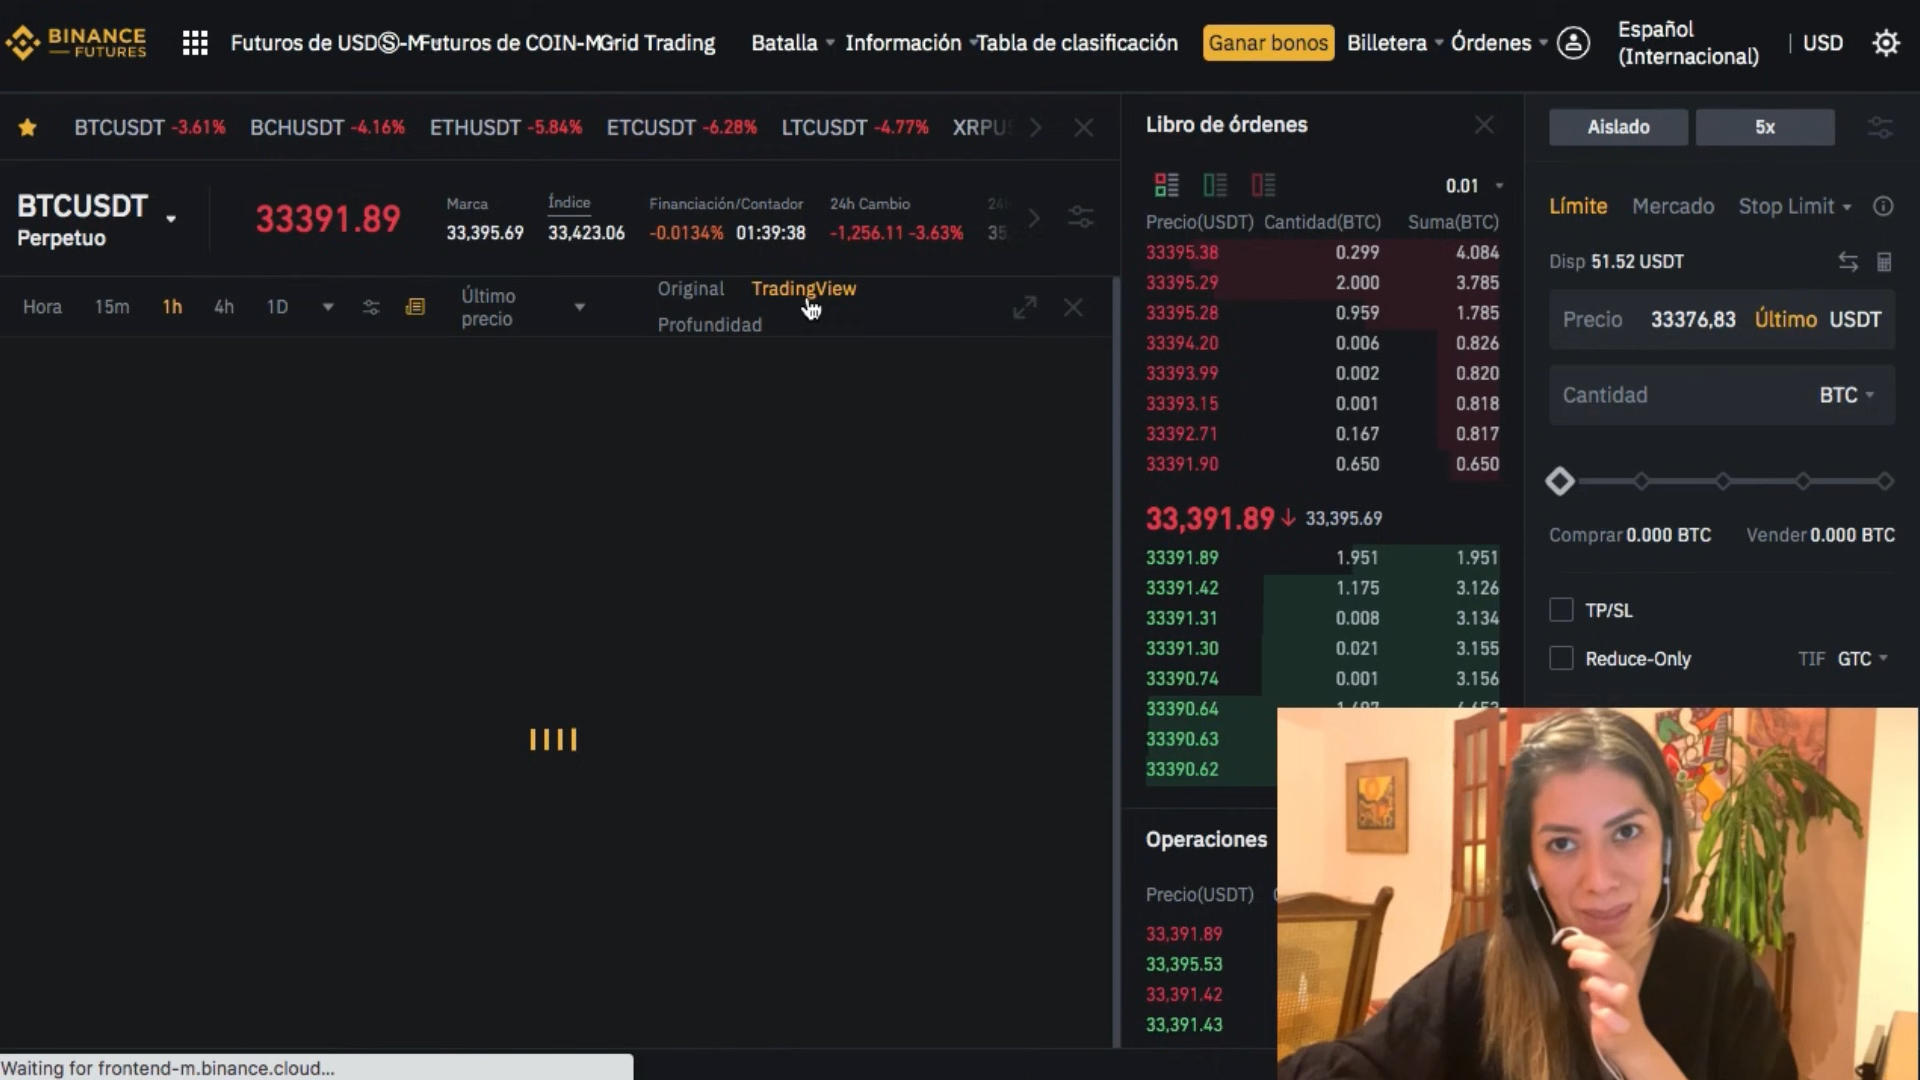 BINANCE
FUTURES
Futuros de USDⓈ-M Futuros de COIN-M Grid Trading Batalla Información Tabla de clasificación Ganar bonos Billetera Órdenes Español (Internacional) | USD
BTCUSDT -3.61% BCHUSDT -4.16% ETHUSDT -5.84% ETCUSDT -6.28% LTCUSDT -4.77% XRPUS
BTCUSDT
Perpetuo
33391.89
Marca
33,395.69
Índice
33,423.06
Financiación/Contador
-0.0134% 01:39:38
24h Cambio
-1,256.11 -3.63%
24h
35,
Hora 15m 1h 4h 1D
Último precio
Original TradingView
Profundidad
Libro de órdenes
0.01
Precio(USDT) Cantidad(BTC) Suma(BTC)
33395.38 0.299 4.084
33395.29 2.000 3.785
33395.28 0.959 1.785
33394.20 0.006 0.826
33393.99 0.002 0.820
33393.15 0.001 0.818
33392.71 0.167 0.817
33391.90 0.650 0.650
33,391.89 ↓ 33,395.69
33391.89 1.951 1.951
33391.42 1.175 3.126
33391.31 0.008 3.134
33391.30 0.021 3.155
33390.74 0.001 3.156
33390.64
33390.63
33390.62
Operaciones
Precio(USDT)
33,391.89
33,395.53
33,391.42
33,391.43
Aislado 5x
Límite Mercado Stop Limit
Disp 51.52 USDT
Precio 33376,83 Último USDT
Cantidad BTC
Comprar 0.000 BTC Vender 0.000 BTC
TP/SL
Reduce-Only TIF GTC
Waiting for frontend-m.binance.cloud...